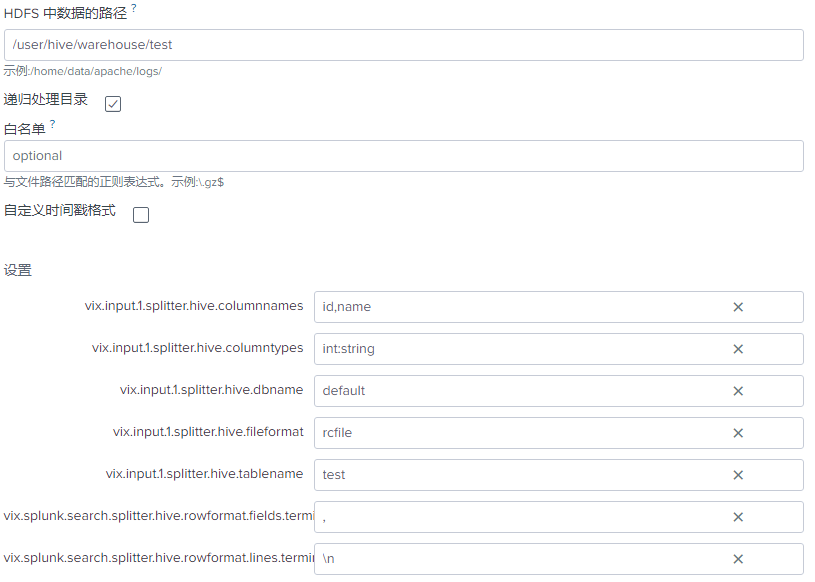 HDFS 中数据的路径 ?
/user/hive/warehouse/test
示例:/home/data/apache/logs/
递归处理目录
白名单 ?
optional
与文件路径匹配的正则表达式。示例:\.gz$
自定义时间戳格式
设置
vix.input.1.splitter.hive.columnnames id,name
vix.input.1.splitter.hive.columntypes int:string
vix.input.1.splitter.hive.dbname default
vix.input.1.splitter.hive.fileformat rcfile
vix.input.1.splitter.hive.tablename test
vix.splunk.search.splitter.hive.rowformat.fields.termi ,
vix.splunk.search.splitter.hive.rowformat.lines.termi \n